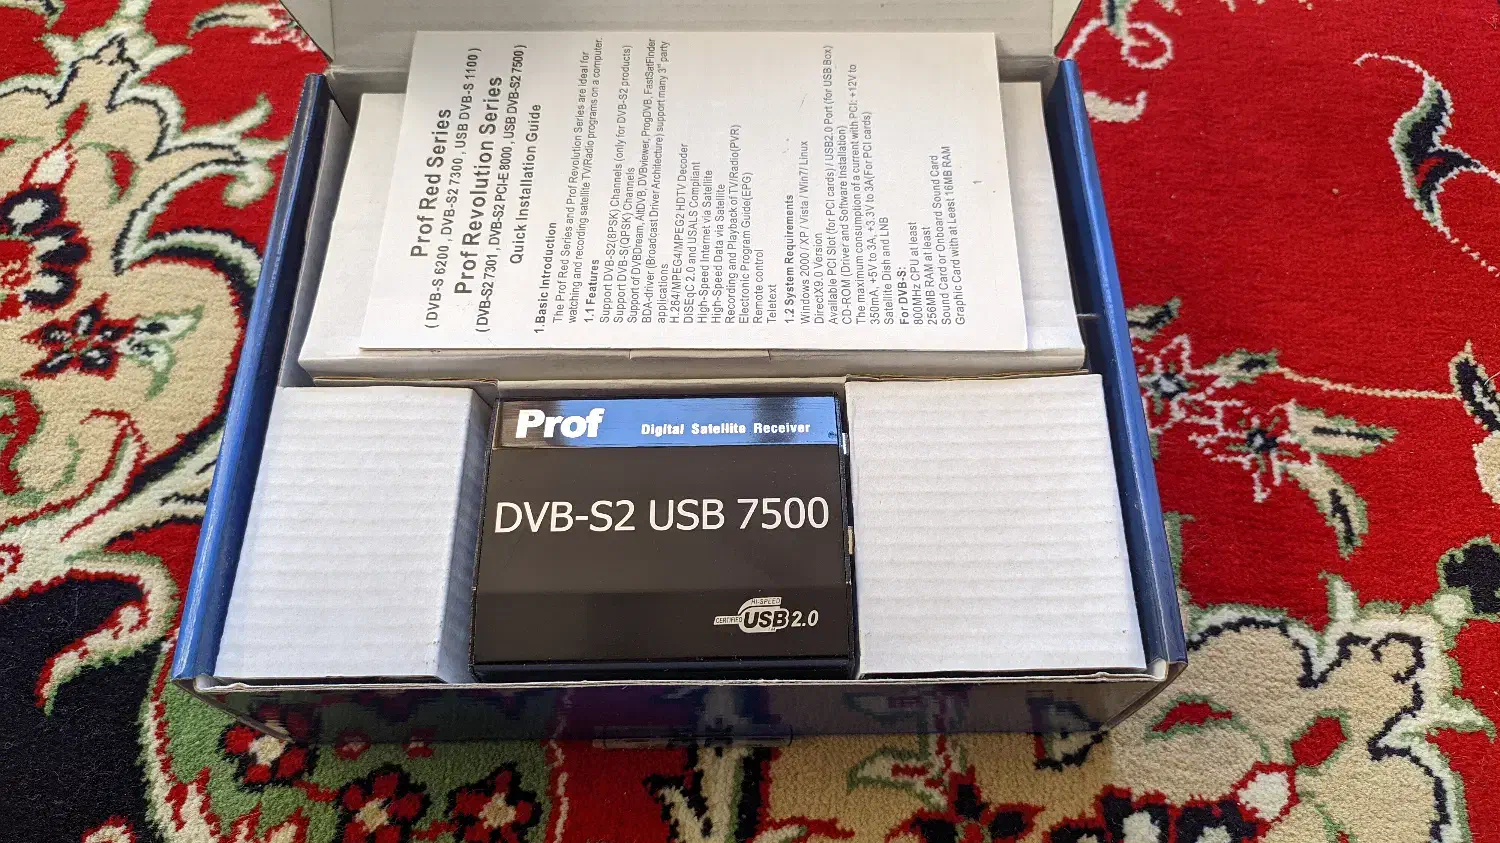 Prof Red Series
( DVB-S 6200 , DVB-S2 7300 , USB DVB-S 1100 )
Prof Revolution Series
( DVB-S2 7301 , DVB-S2 PCI-E 8000 , USB DVB-S2 7500 )
Quick Installation Guide
1.Basic Introduction
The Prof Red Series and Prof Revolution Series are ideal for
watching and recording satellite TV/Radio programs on a computer.
1.1 Features
Support DVB-S2(8PSK) Channels (only for DVB-S2 products)
Support DVB-S(QPSK) Channels
Support of DVBDream, AltDVB, DVBviewer, ProgDVB, FastSatFinder
BDA-driver (Broadcast Driver Architecture) support many 3rd party
applications
H.264/MPEG4/MPEG2 HDTV Decoder
DISEqC 2.0 and USALS Compliant
High-Speed Internet via Satellite
High-Speed Data via Satellite
Recording and Playback of TV/Radio(PVR)
Electronic Program Guide(EPG)
Remote control
Teletext
1.2 System Requirements
Windows 2000 / XP / Vista / Win7/ Linux
DirectX9.0 Version
Available PCI Slot (for PCI cards) / USB2.0 Port (for USB Box)
CD-ROM (Driver and Software Installation)
The maximum consumption of a current with PCI: +12V to
350mA, +5V to 3A, +3.3V to 3A(For PCI cards)
Satellite Dish and LNB
For DVB-S:
800MHz CPU at least
256MB RAM at least
Sound Card or Onboard Sound Card
Graphic Card with at Least 16MB RAM
1
Prof Digital Satellite Receiver
DVB-S2 USB 7500
HI-SPEED
CERTIFIED USB 2.0